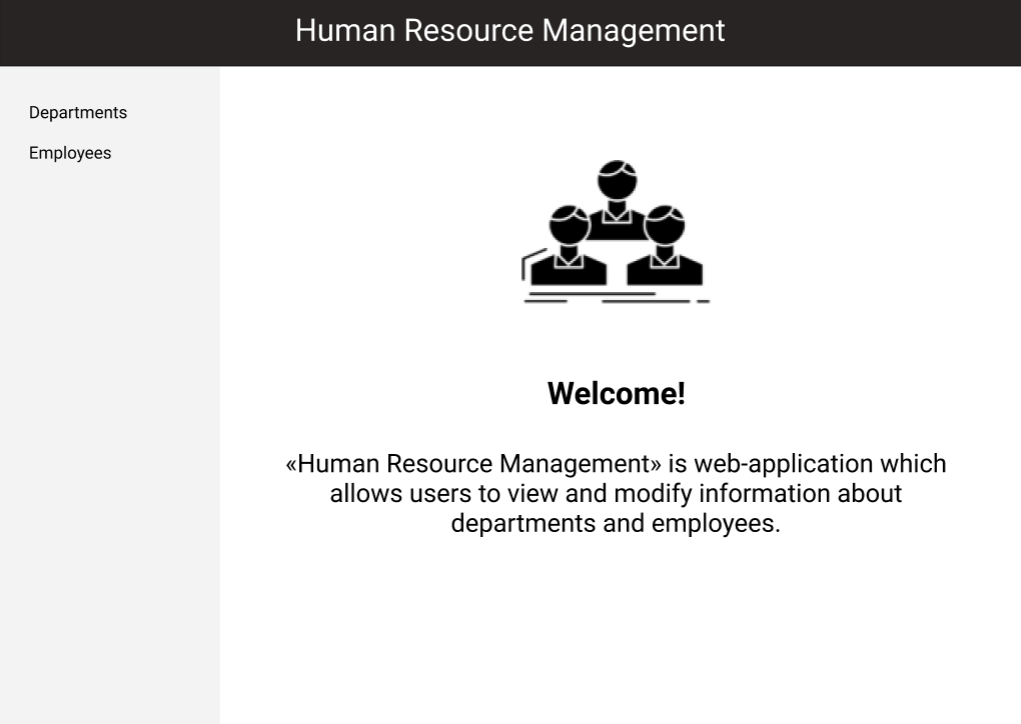 Human Resource Management
Departments
Employees
Welcome!
«Human Resource Management» is web-application which
allows users to view and modify information about
departments and employees.